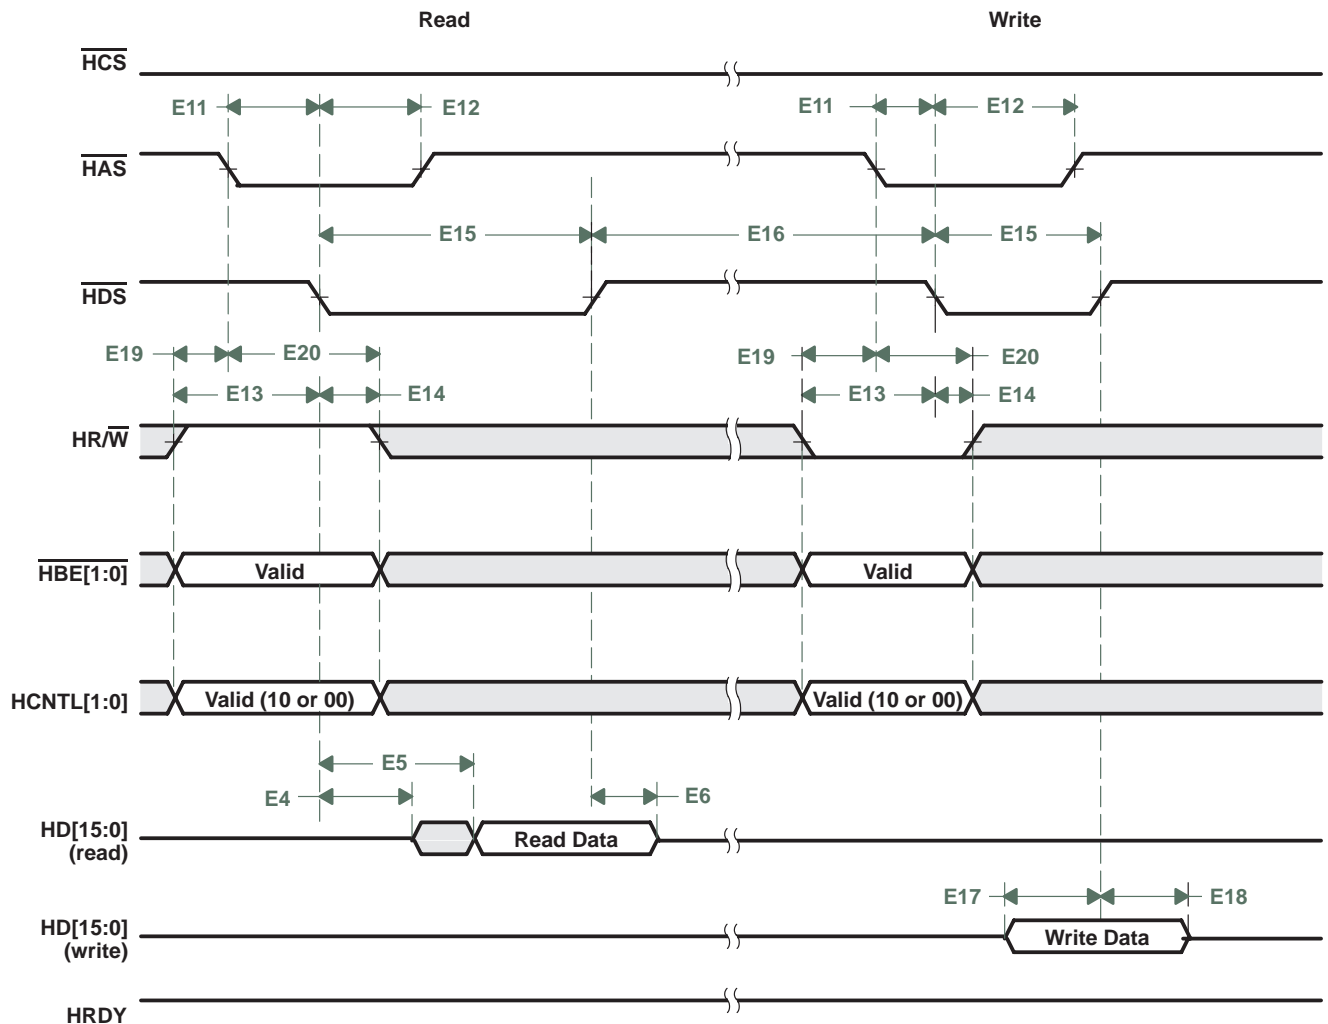 Read Write
HCS
E11 E12 E11 E12
HAS
E15 E16 E15
HDS
E19 E20 E19 E20
E13 E14 E13 E14
HR/W
HBE[1:0] Valid Valid
HCNTL[1:0] Valid (10 or 00) Valid (10 or 00)
E5
E4 E6
HD[15:0]
(read) Read Data
E17 E18
HD[15:0]
(write) Write Data
HRDY